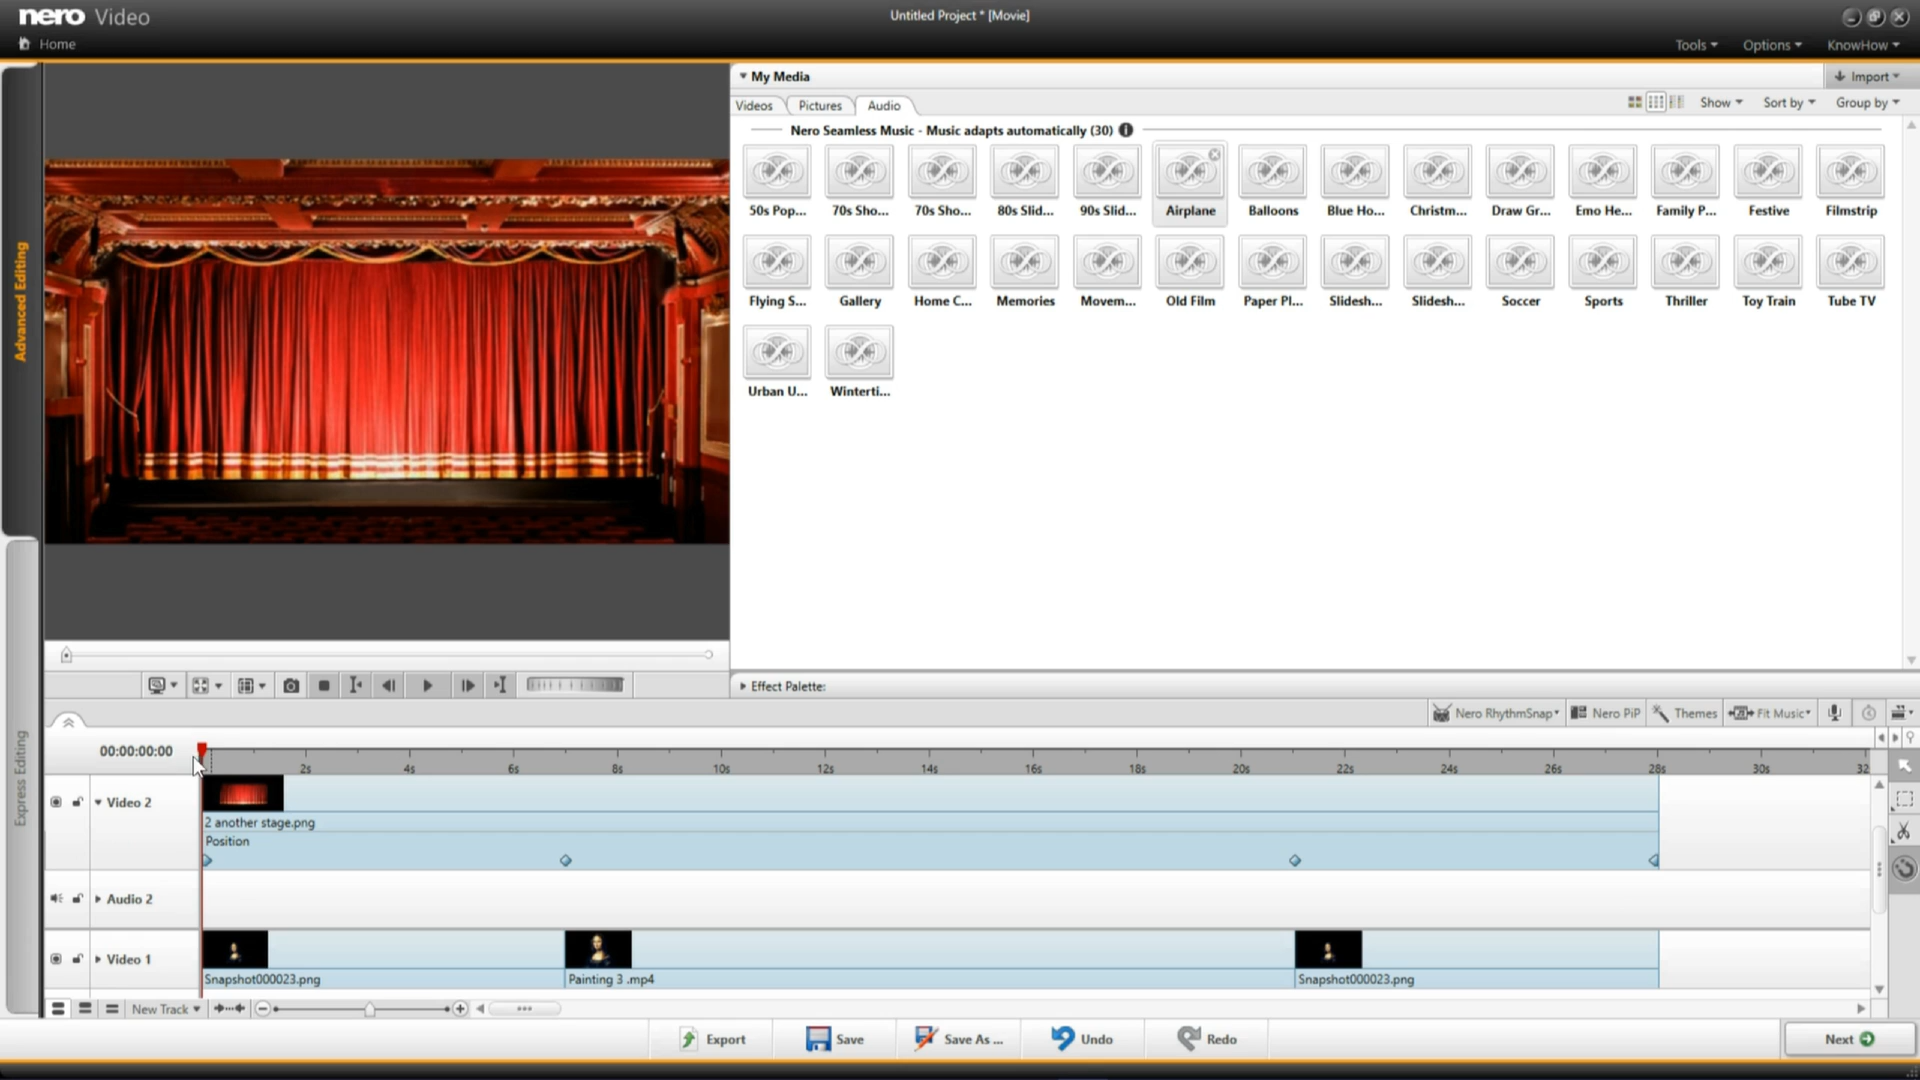 nero Video
Untitled Project * [Movie]
Home
Tools
Options
KnowHow
Advanced Editing
Express Editing
My Media
Import
Videos
Pictures
Audio
Show
Sort by
Group by
Nero Seamless Music - Music adapts automatically (30)
50s Pop...
70s Sho...
70s Sho...
80s Slid...
90s Slid...
Airplane
Balloons
Blue Ho...
Christm...
Draw Gr...
Emo He...
Family P...
Festive
Filmstrip
Flying S...
Gallery
Home C...
Memories
Movem...
Old Film
Paper Pl...
Slidesh...
Slidesh...
Soccer
Sports
Thriller
Toy Train
Tube TV
Urban U...
Winterti...
Effect Palette:
Nero RhythmSnap
Nero PiP
Themes
Fit Music
00:00:00:00
2s
4s
6s
8s
10s
12s
14s
16s
18s
20s
22s
24s
26s
28s
30s
32
Video 2
2 another stage.png
Position
Audio 2
Video 1
Snapshot000023.png
Painting 3 .mp4
Snapshot000023.png
New Track
Export
Save
Save As ...
Undo
Redo
Next